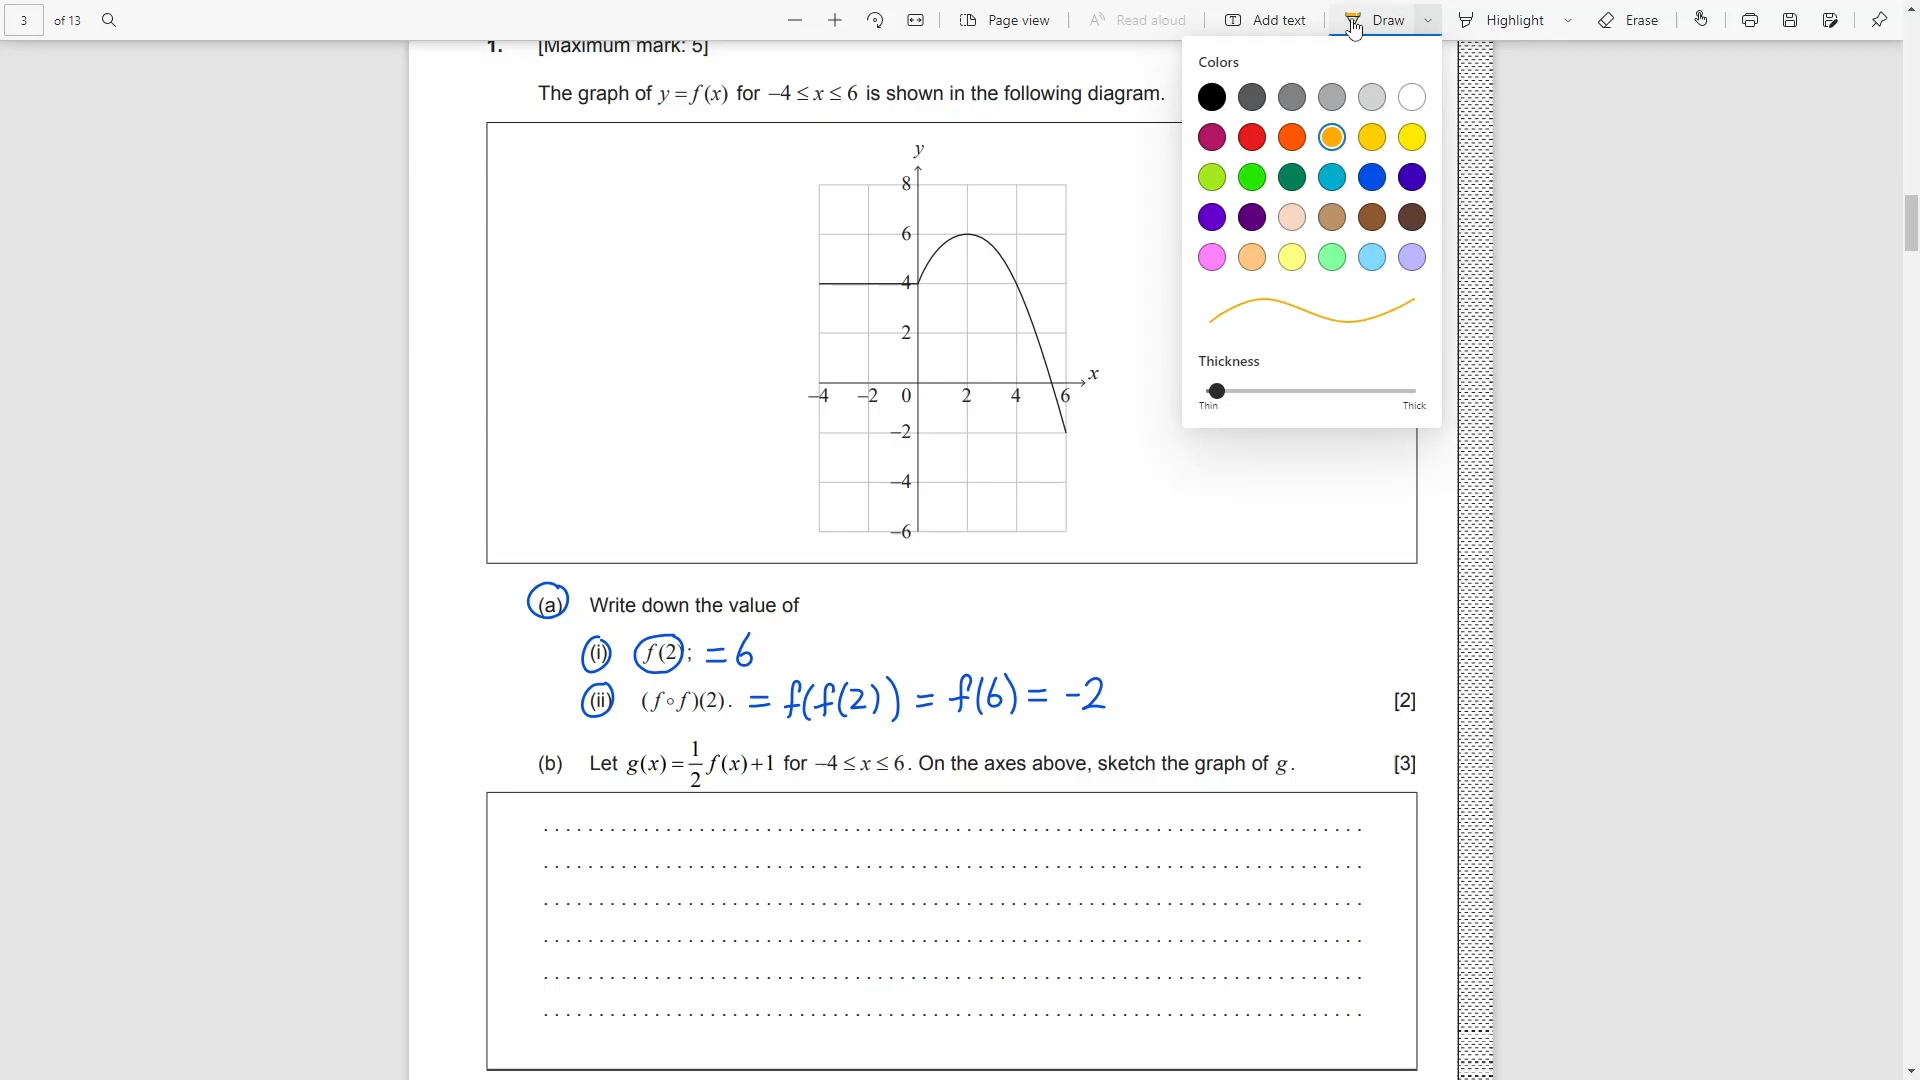 3 of 13 Page view Read aloud Add text Draw Highlight Erase
1. [Maximum mark: 5]
The graph of y = f(x) for −4 ≤ x ≤ 6 is shown in the following diagram.
y
8
6
4
2
x
−4 −2 0 2 4 6
−2
−4
−6
Colors
Thickness
Thin Thick
(a) Write down the value of
(i) f(2); = 6
(ii) (f∘f)(2). = f(f(2)) = f(6) = -2 [2]
(b) Let g(x) = 1/2 f(x)+1 for −4 ≤ x ≤ 6. On the axes above, sketch the graph of g. [3]